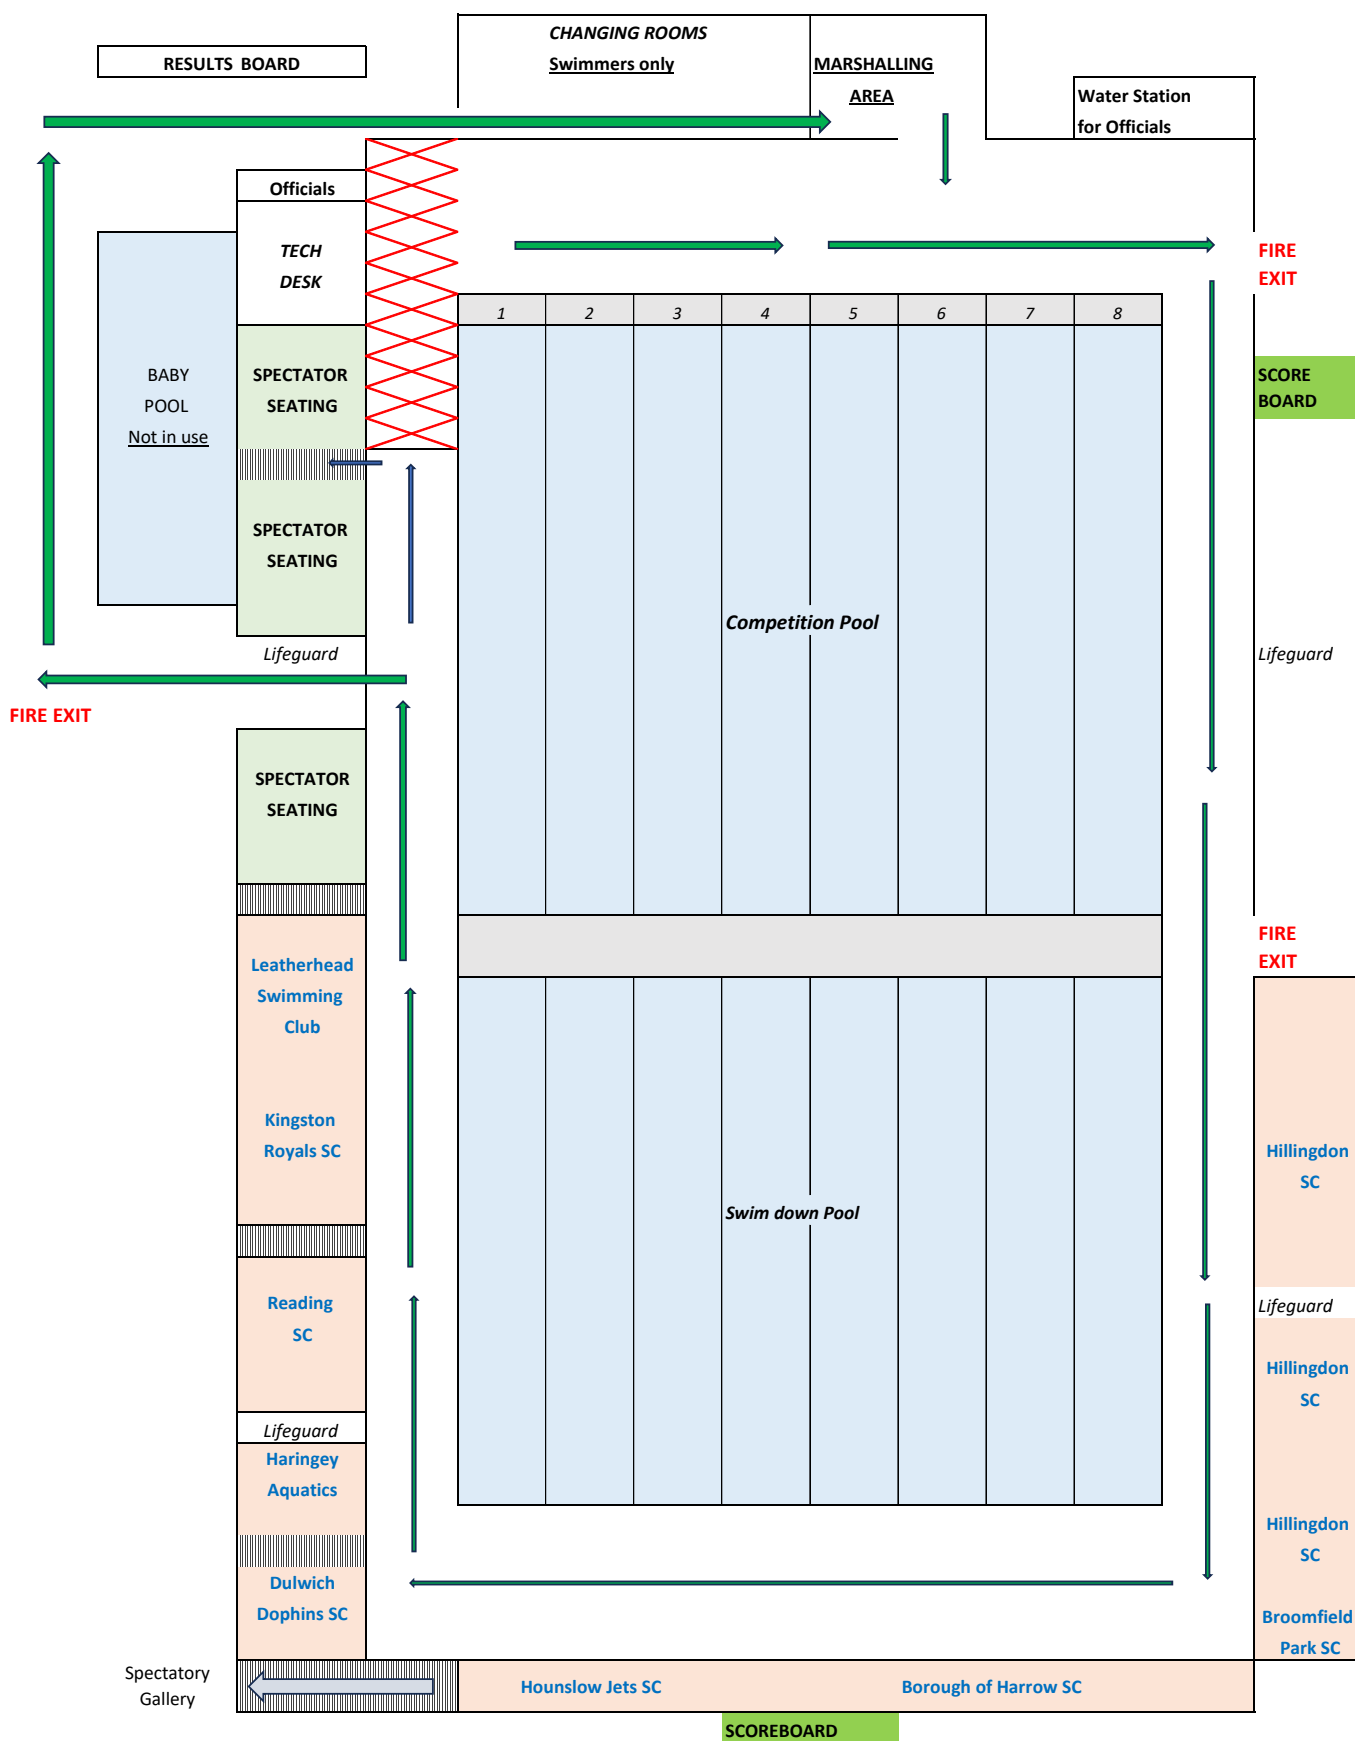 CHANGING ROOMS
Swimmers only
RESULTS BOARD
MARSHALLING
AREA
Water Station
for Officials
Officials
TECH
DESK
FIRE
EXIT
1 2 3 4 5 6 7 8
BABY
POOL
Not in use
SPECTATOR
SEATING
SCORE
BOARD
SPECTATOR
SEATING
Competition Pool
Lifeguard
Lifeguard
FIRE EXIT
SPECTATOR
SEATING
FIRE
EXIT
Leatherhead
Swimming
Club
Kingston
Royals SC
Hillingdon
SC
Swim down Pool
Reading
SC
Lifeguard
Hillingdon
SC
Lifeguard
Haringey
Aquatics
Hillingdon
SC
Dulwich
Dophins SC
Broomfield
Park SC
Spectatory
Gallery
Hounslow Jets SC
Borough of Harrow SC
SCOREBOARD